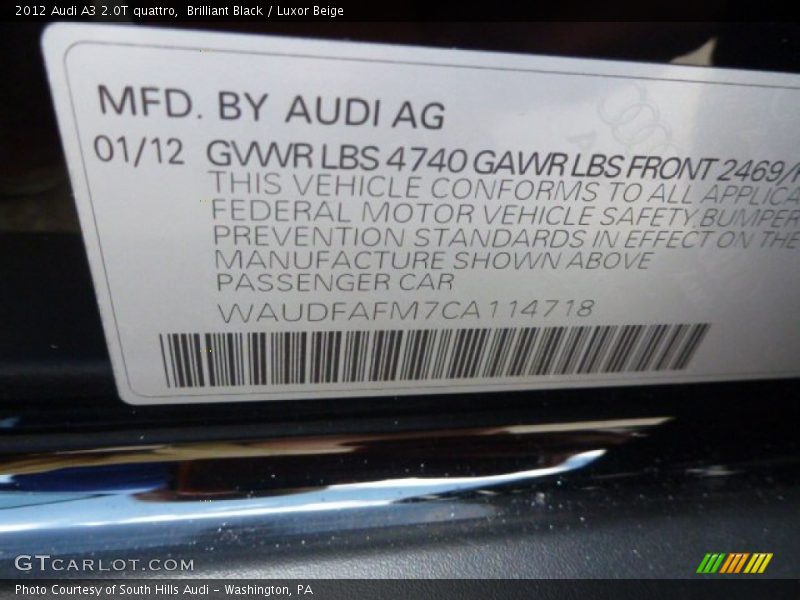 2012 Audi A3 2.0T quattro,  Brilliant Black / Luxor Beige
MFD. BY AUDI AG
01/12 GVWR LBS 4740 GAWR LBS FRONT 2469/
THIS VEHICLE CONFORMS TO ALL APPLICA
FEDERAL MOTOR VEHICLE SAFETY, BUMPER
PREVENTION STANDARDS IN EFFECT ON THE
MANUFACTURE SHOWN ABOVE
PASSENGER CAR
WAUDFAFM7CA114718
GTCARLOT.COM
Photo Courtesy of South Hills Audi - Washington, PA